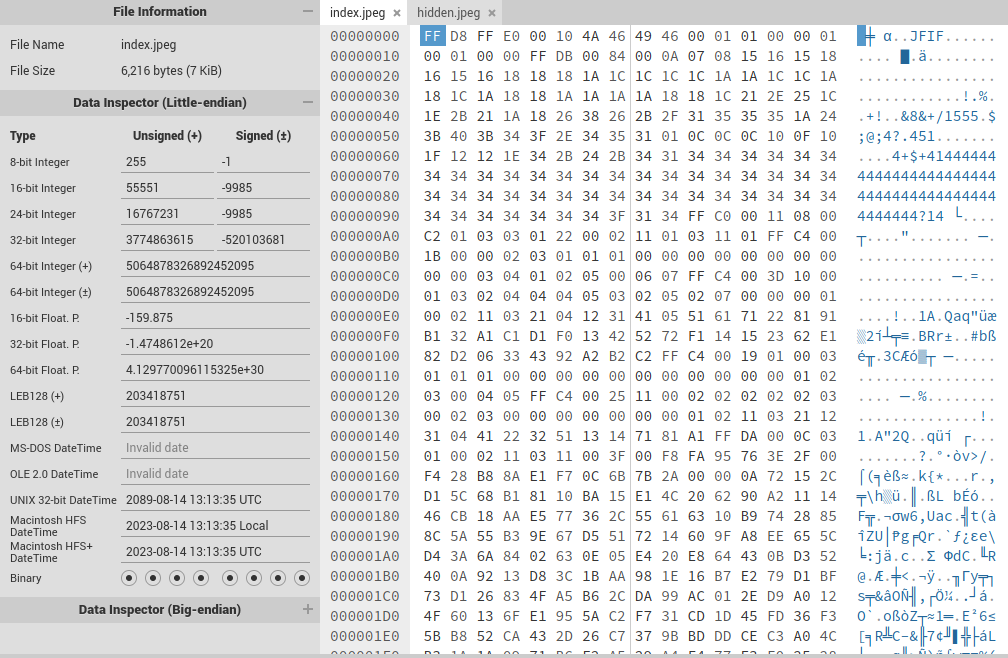 File Information
File Name index.jpeg
File Size 6,216 bytes (7 KiB)
Data Inspector (Little-endian)
Type Unsigned (+) Signed (±)
8-bit Integer 255 -1
16-bit Integer 55551 -9985
24-bit Integer 16767231 -9985
32-bit Integer 3774863615 -520103681
64-bit Integer (+) 5064878326892452095
64-bit Integer (±) 5064878326892452095
16-bit Float. P. -159.875
32-bit Float. P. -1.4748612e+20
64-bit Float. P. 4.129770096115325e+30
LEB128 (+) 203418751
LEB128 (±) 203418751
MS-DOS DateTime Invalid date
OLE 2.0 DateTime Invalid date
UNIX 32-bit DateTime 2089-08-14 13:13:35 UTC
Macintosh HFS DateTime 2023-08-14 13:13:35 Local
Macintosh HFS+ DateTime 2023-08-14 13:13:35 UTC
Binary
Data Inspector (Big-endian)
index.jpeg hidden.jpeg
00000000 FF D8 FF E0 00 10 4A 46 49 46 00 01 01 00 00 01 ╪ α..JFIF......
00000010 00 01 00 00 FF DB 00 84 00 0A 07 08 15 16 15 18 .... █.ä........
00000020 16 15 16 18 18 18 1A 1C 1C 1C 1C 1A 1A 1C 1C 1A ................
00000030 18 1C 1A 18 18 1A 1A 1A 1A 18 18 1C 21 2E 25 1C ............!.%.
00000040 1E 2B 21 1A 18 26 38 26 2B 2F 31 35 35 35 1A 24 .+!..&8&+/1555.$
00000050 3B 40 3B 34 3F 2E 34 35 31 01 0C 0C 0C 10 0F 10 ;@;4?.451.......
00000060 1F 12 12 1E 34 2B 24 2B 34 31 34 34 34 34 34 34 ....4+$+41444444
00000070 34 34 34 34 34 34 34 34 34 34 34 34 34 34 34 34 4444444444444444
00000080 34 34 34 34 34 34 34 34 34 34 34 34 34 34 34 34 4444444444444444
00000090 34 34 34 34 34 34 34 3F 31 34 FF C0 00 11 08 00 4444444?14 └....
000000A0 C2 01 03 03 01 22 00 02 11 01 03 11 01 FF C4 00 ┬....."....... ─.
000000B0 1B 00 00 02 03 01 01 01 00 00 00 00 00 00 00 00 ................
000000C0 00 00 03 04 01 02 05 00 06 07 FF C4 00 3D 10 00 .......... ─.=..
000000D0 01 03 02 04 04 04 05 03 02 05 02 07 00 00 00 01 ................
000000E0 00 02 11 03 21 04 12 31 41 05 51 61 71 22 81 91 ....!..1A.Qaq"üæ
000000F0 B1 32 A1 C1 D1 F0 13 42 52 72 F1 14 15 23 62 E1 ▒2í┴╤≡.BRr±..#bß
00000100 82 D2 06 33 43 92 A2 B2 C2 FF C4 00 19 01 00 03 é╥.3CÆó▓┬ ─.....
00000110 01 01 01 00 00 00 00 00 00 00 00 00 00 00 01 02 ................
00000120 03 00 04 05 FF C4 00 25 11 00 02 02 02 02 02 03 .... ─.%........
00000130 00 02 03 00 00 00 00 00 00 01 02 11 03 21 12 ..............!.
00000140 31 04 41 22 32 51 13 14 71 81 A1 FF DA 00 0C 03 1.A"2Q..qüí ┌...
00000150 01 00 02 11 03 11 00 3F 00 F8 FA 95 76 3E 2F 00 .......?.°·òv>/.
00000160 F4 28 B8 8A E1 F7 0C 6B 7B 2A 00 00 0A 72 15 2C ⌠(╕èß≈.k{*...r.,
00000170 D1 5C 68 B1 81 10 BA 15 E1 4C 20 62 90 A2 11 14 ╤\h▒ü.║.ßL bÉó..
00000180 46 CB 18 AA E5 77 36 2C 55 61 63 10 B9 74 28 85 F╦.¬σw6,Uac.╣t(à
00000190 8C 5A 55 B3 9E 67 D5 51 72 14 60 9F A8 EE 65 5C îZU│₧g╒Qr.`ƒ¿εe\
000001A0 D4 3A 6A 84 02 63 0E 05 E4 20 E8 64 43 0B D3 52 ╘:jä.c..Σ ΦdC.╙R
000001B0 40 0A 92 13 D8 3C 1B AA 98 1E 16 B7 E2 79 D1 BF @.Æ.╪<.¬ÿ..╖Γy╤┐
000001C0 73 D1 26 83 4F A5 B6 2C DA 99 AC 01 2E D9 A0 12
000001D0 4F 60 13 6F E1 95 5A C2 F7 31 CD 1D 45 FD 36 F3
000001E0 5B B8 52 CA 43 2D 26 C7 37 9B BD DD CE C3 A0 4C